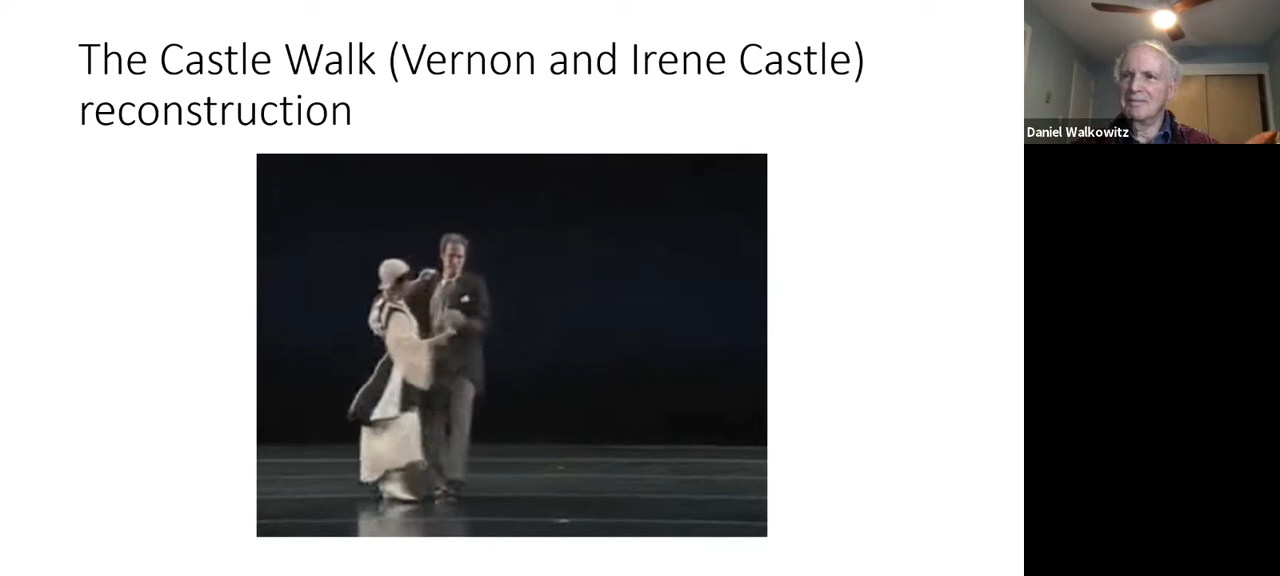 The Castle Walk (Vernon and Irene Castle)
reconstruction
Daniel Walkowitz